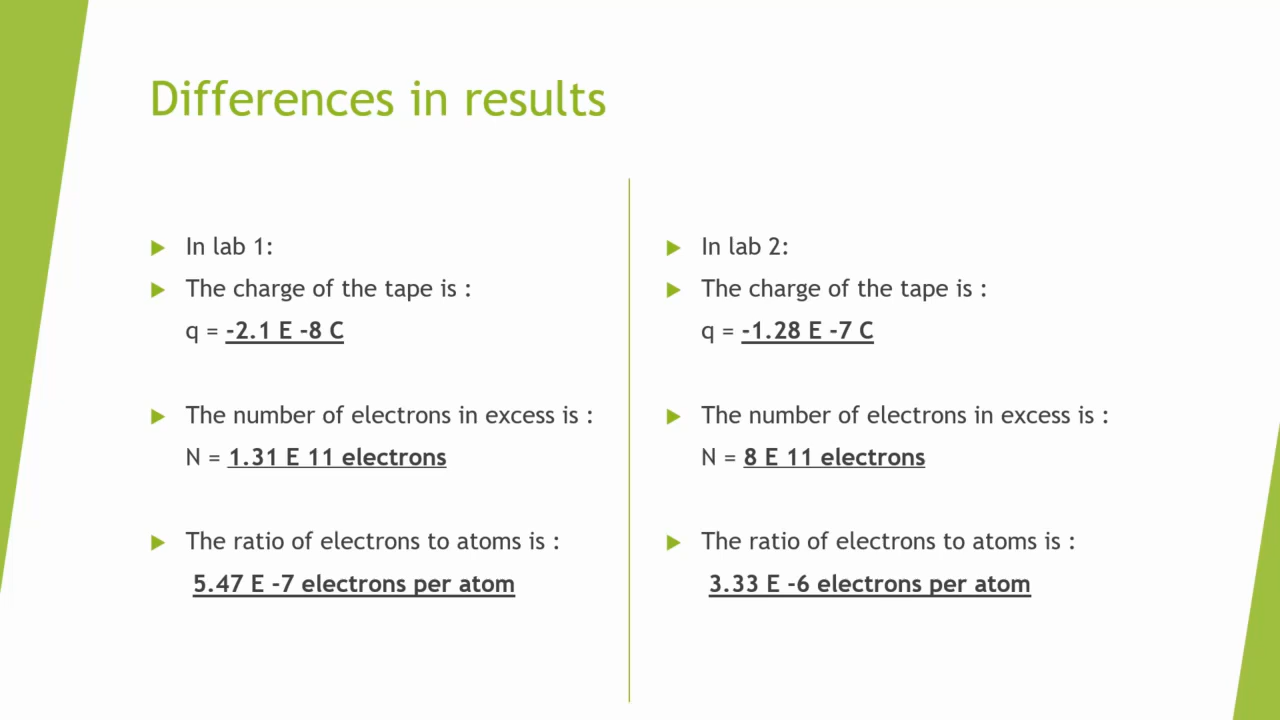 Differences in results
In lab 1:
The charge of the tape is :
q = -2.1 E -8 C
The number of electrons in excess is :
N = 1.31 E 11 electrons
The ratio of electrons to atoms is :
5.47 E -7 electrons per atom
In lab 2:
The charge of the tape is :
q = -1.28 E -7 C
The number of electrons in excess is :
N = 8 E 11 electrons
The ratio of electrons to atoms is :
3.33 E -6 electrons per atom